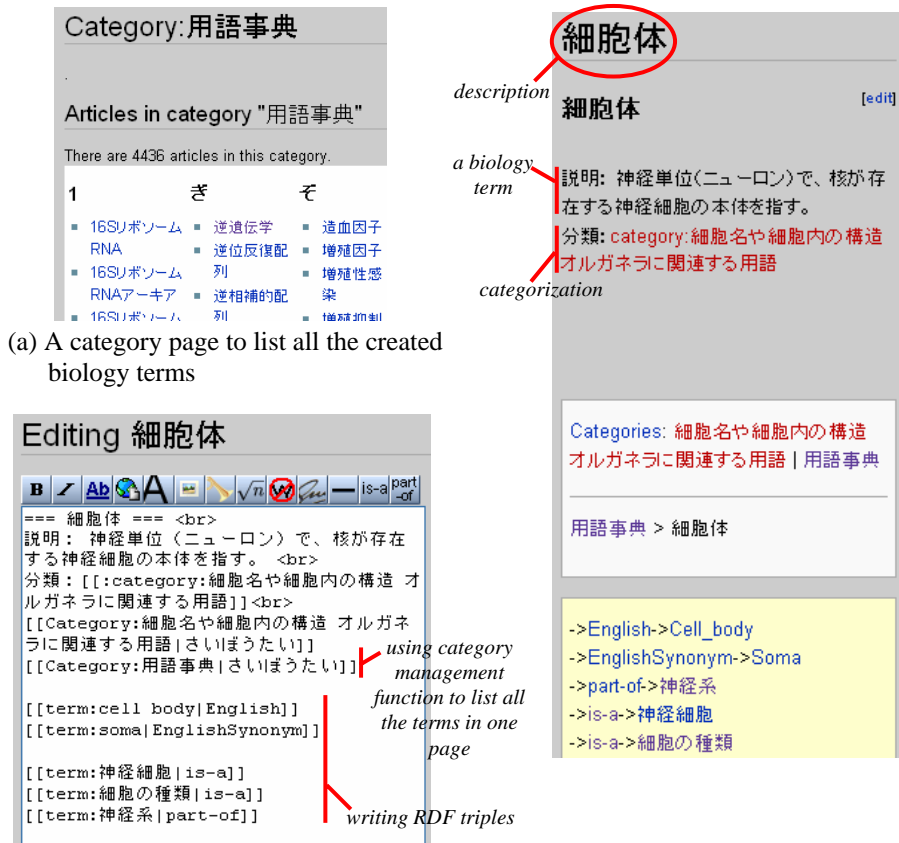 Category:用語事典
.
Articles in category "用語事典"
There are 4436 articles in this category.
1 ぎ ぞ
16Sリボソーム 逆遺伝学 造血因子
RNA 逆位反復配 増殖因子
16Sリボソーム 列 増殖性感
RNAアーキア 逆相補的配 染
16Sリボソーム 列 増殖抑制
(a) A category page to list all the created
biology terms
Editing 細胞体
B I Ab A √n W is-a part
-of
=== 細胞体 === <br>
説明： 神経単位（ニューロン）で、核が存在
する神経細胞の本体を指す。 <br>
分類：[[:category:細胞名や細胞内の構造 オ
ルガネラに関連する用語]]<br>
[[Category:細胞名や細胞内の構造 オルガネ
ラに関連する用語|さいぼうたい]]
[[Category:用語事典|さいぼうたい]]
[[term:cell body|English]]
[[term:soma|EnglishSynonym]]
[[term:神経細胞|is-a]]
[[term:細胞の種類|is-a]]
[[term:神経系|part-of]]
using category
management
function to list all
the terms in one
page
writing RDF triples
細胞体
description
細胞体 [edit]
a biology
term
説明: 神経単位(ニューロン)で、核が存
在する神経細胞の本体を指す。
分類: category:細胞名や細胞内の構造
オルガネラに関連する用語
categorization
Categories: 細胞名や細胞内の構造
オルガネラに関連する用語 | 用語事典
用語事典 > 細胞体
->English->Cell_body
->EnglishSynonym->Soma
->part-of->神経系
->is-a->神経細胞
->is-a->細胞の種類